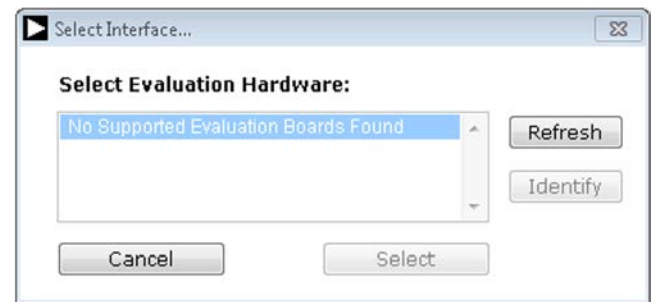 Select Interface...
Select Evaluation Hardware:
No Supported Evaluation Boards Found
Refresh
Identify
Cancel
Select